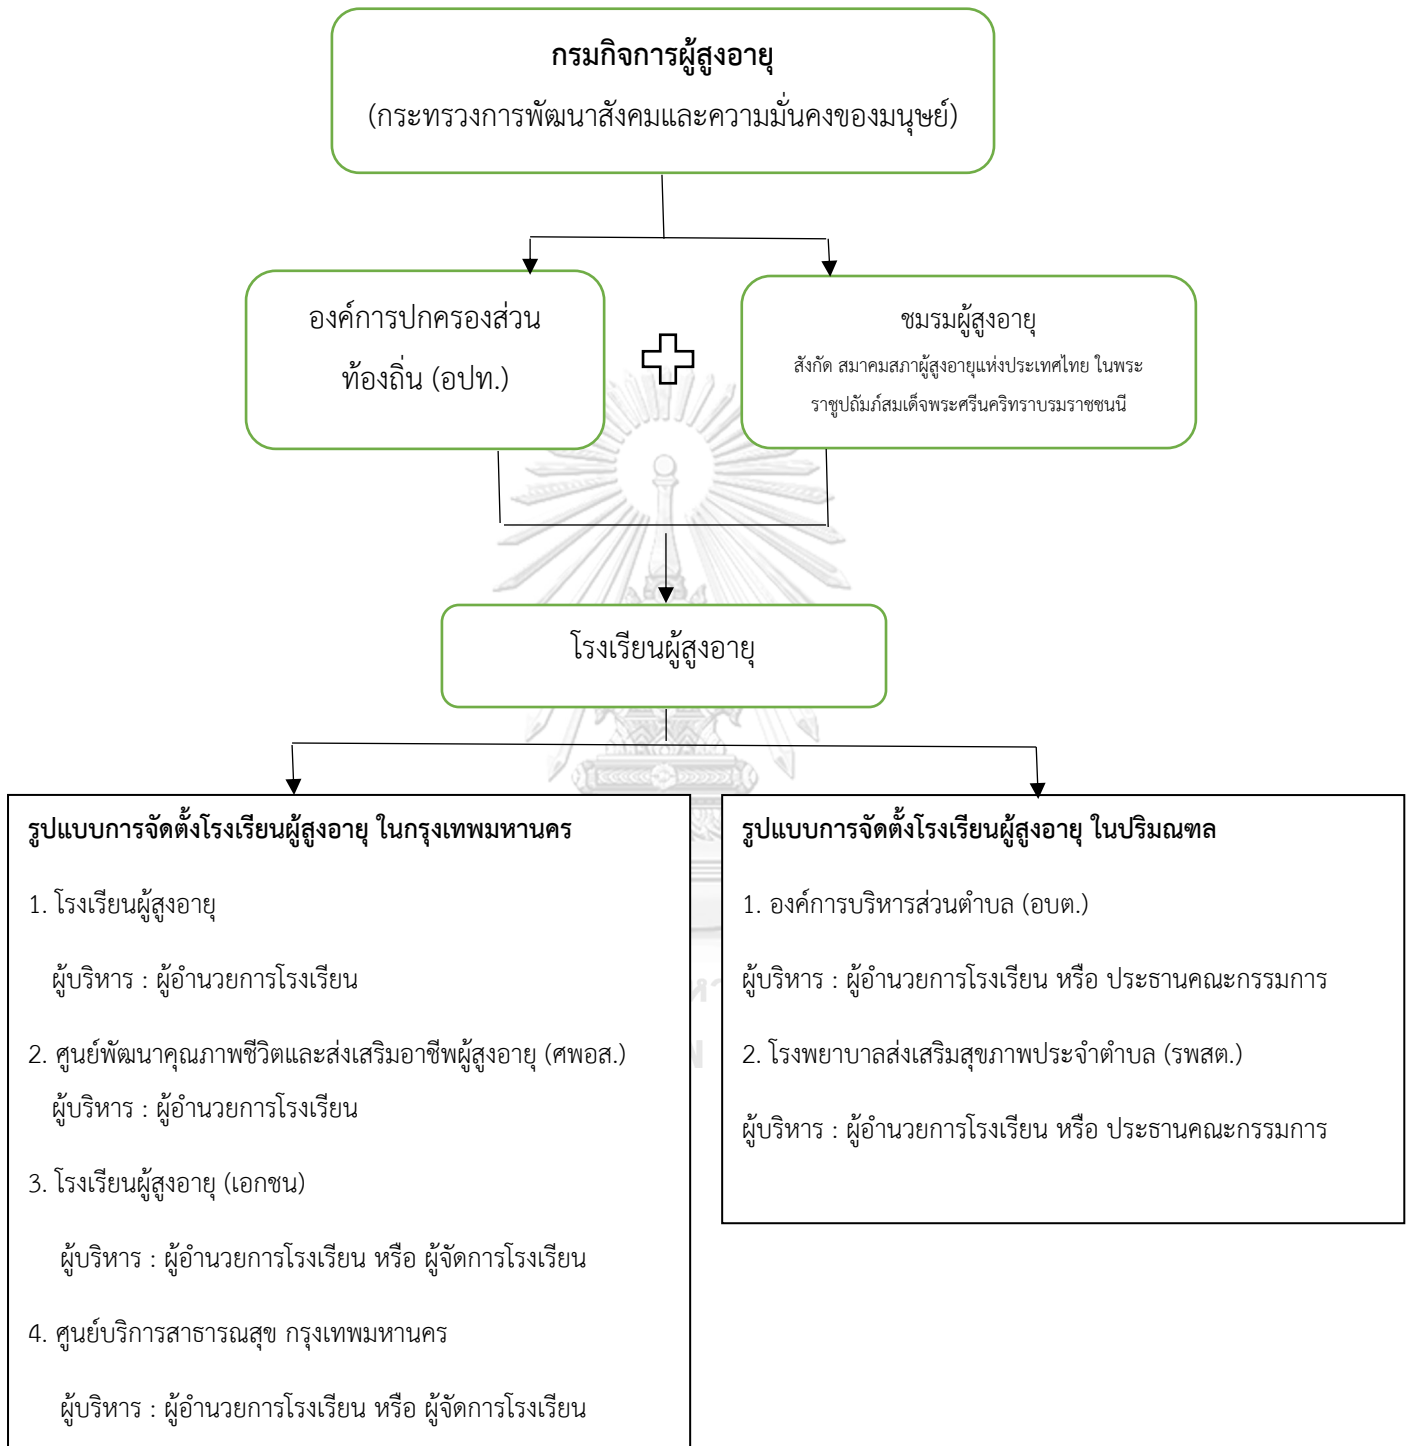 กรมกิจการผู้สูงอายุ
(กระทรวงการพัฒนาสังคมและความมั่นคงของมนุษย์)
องค์การปกครองส่วน
ท้องถิ่น (อปท.)
ชมรมผู้สูงอายุ
สังกัด สมาคมสภาผู้สูงอายุแห่งประเทศไทย ในพระ
ราชูปถัมภ์สมเด็จพระศรีนคริทราบรมราชชนนี
โรงเรียนผู้สูงอายุ
รูปแบบการจัดตั้งโรงเรียนผู้สูงอายุ ในกรุงเทพมหานคร
1. โรงเรียนผู้สูงอายุ
ผู้บริหาร : ผู้อำนวยการโรงเรียน
2. ศูนย์พัฒนาคุณภาพชีวิตและส่งเสริมอาชีพผู้สูงอายุ (ศพอส.)
ผู้บริหาร : ผู้อำนวยการโรงเรียน
3. โรงเรียนผู้สูงอายุ (เอกชน)
ผู้บริหาร : ผู้อำนวยการโรงเรียน หรือ ผู้จัดการโรงเรียน
4. ศูนย์บริการสาธารณสุข กรุงเทพมหานคร
ผู้บริหาร : ผู้อำนวยการโรงเรียน หรือ ผู้จัดการโรงเรียน
รูปแบบการจัดตั้งโรงเรียนผู้สูงอายุ ในปริมณฑล
1. องค์การบริหารส่วนตำบล (อบต.)
ผู้บริหาร : ผู้อำนวยการโรงเรียน หรือ ประธานคณะกรรมการ
2. โรงพยาบาลส่งเสริมสุขภาพประจำตำบล (รพสต.)
ผู้บริหาร : ผู้อำนวยการโรงเรียน หรือ ประธานคณะกรรมการ